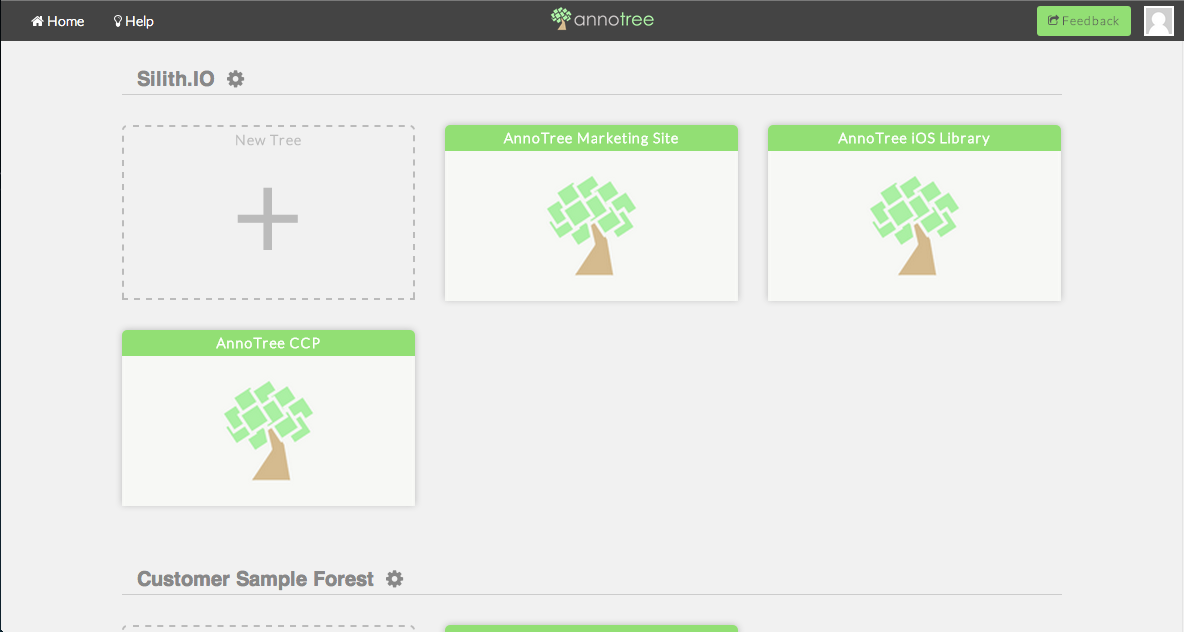 Home
Help
annotree
Feedback
Silith.IO
New Tree
AnnoTree Marketing Site
AnnoTree iOS Library
AnnoTree CCP
Customer Sample Forest